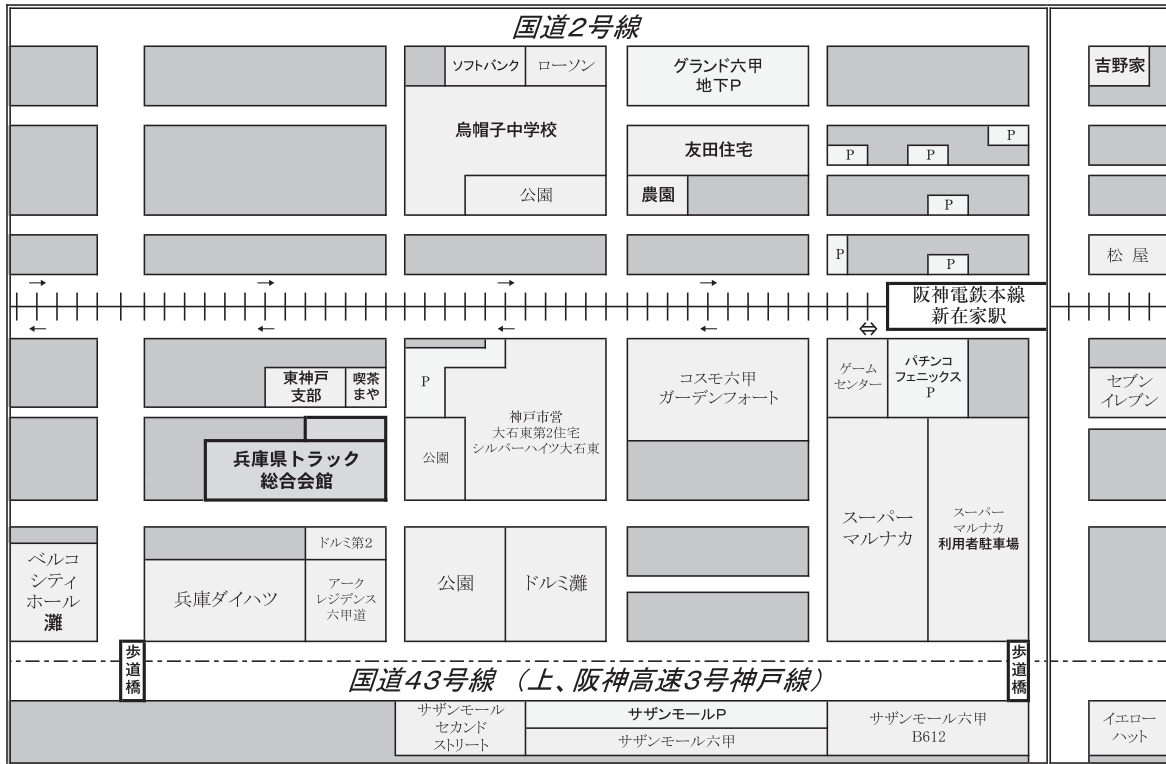 国道2号線
ソフトバンク
ローソン
グランド六甲
地下P
吉野家
烏帽子中学校
友田住宅
P
P
P
公園
農園
P
松屋
P
P
→
→
→
阪神電鉄本線
新在家駅
←
←
←
←
⇔
東神戸
支部
喫茶
まや
P
コスモ六甲
ガーデンフォート
ゲーム
センター
パチンコ
フェニックス
P
セブン
イレブン
神戸市営
大石東第2住宅
シルバーハイツ大石東
公園
兵庫県トラック
総合会館
スーパー
マルナカ
スーパー
マルナカ
利用者駐車場
ベルコ
シティ
ホール
灘
ドルミ第2
兵庫ダイハツ
アーク
レジデンス
六甲道
公園
ドルミ灘
歩道橋
歩道橋
国道43号線（上、阪神高速3号神戸線）
サザンモール
セカンド
ストリート
サザンモールP
サザンモール六甲
サザンモール六甲
B612
イエロー
ハット